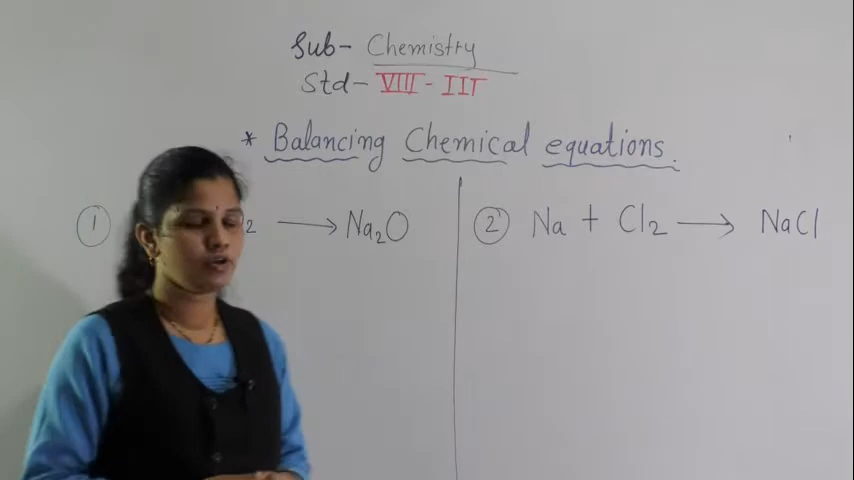 Sub- Chemistry
Std- VIII - IIT
* Balancing Chemical equations.
① 2 ⟶ Na₂O
② Na + Cl₂ ⟶ NaCl